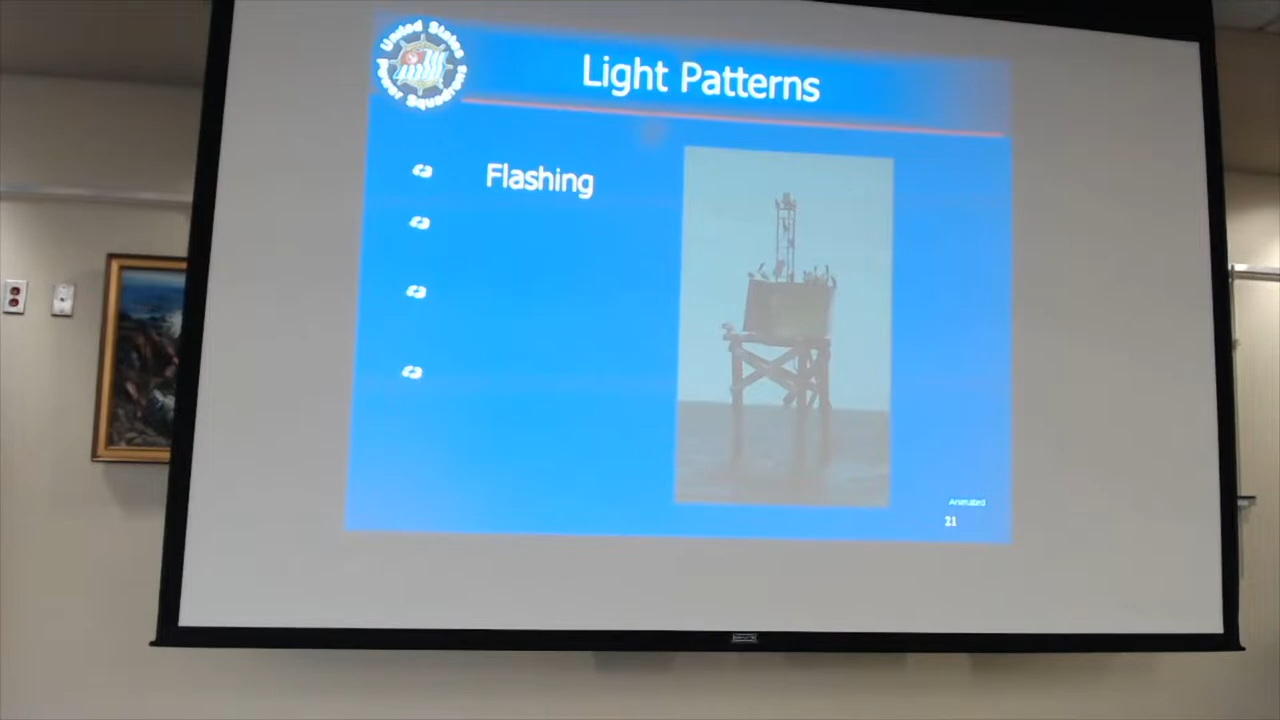 United States
Power Squadrons
Light Patterns
Flashing
Animated
21